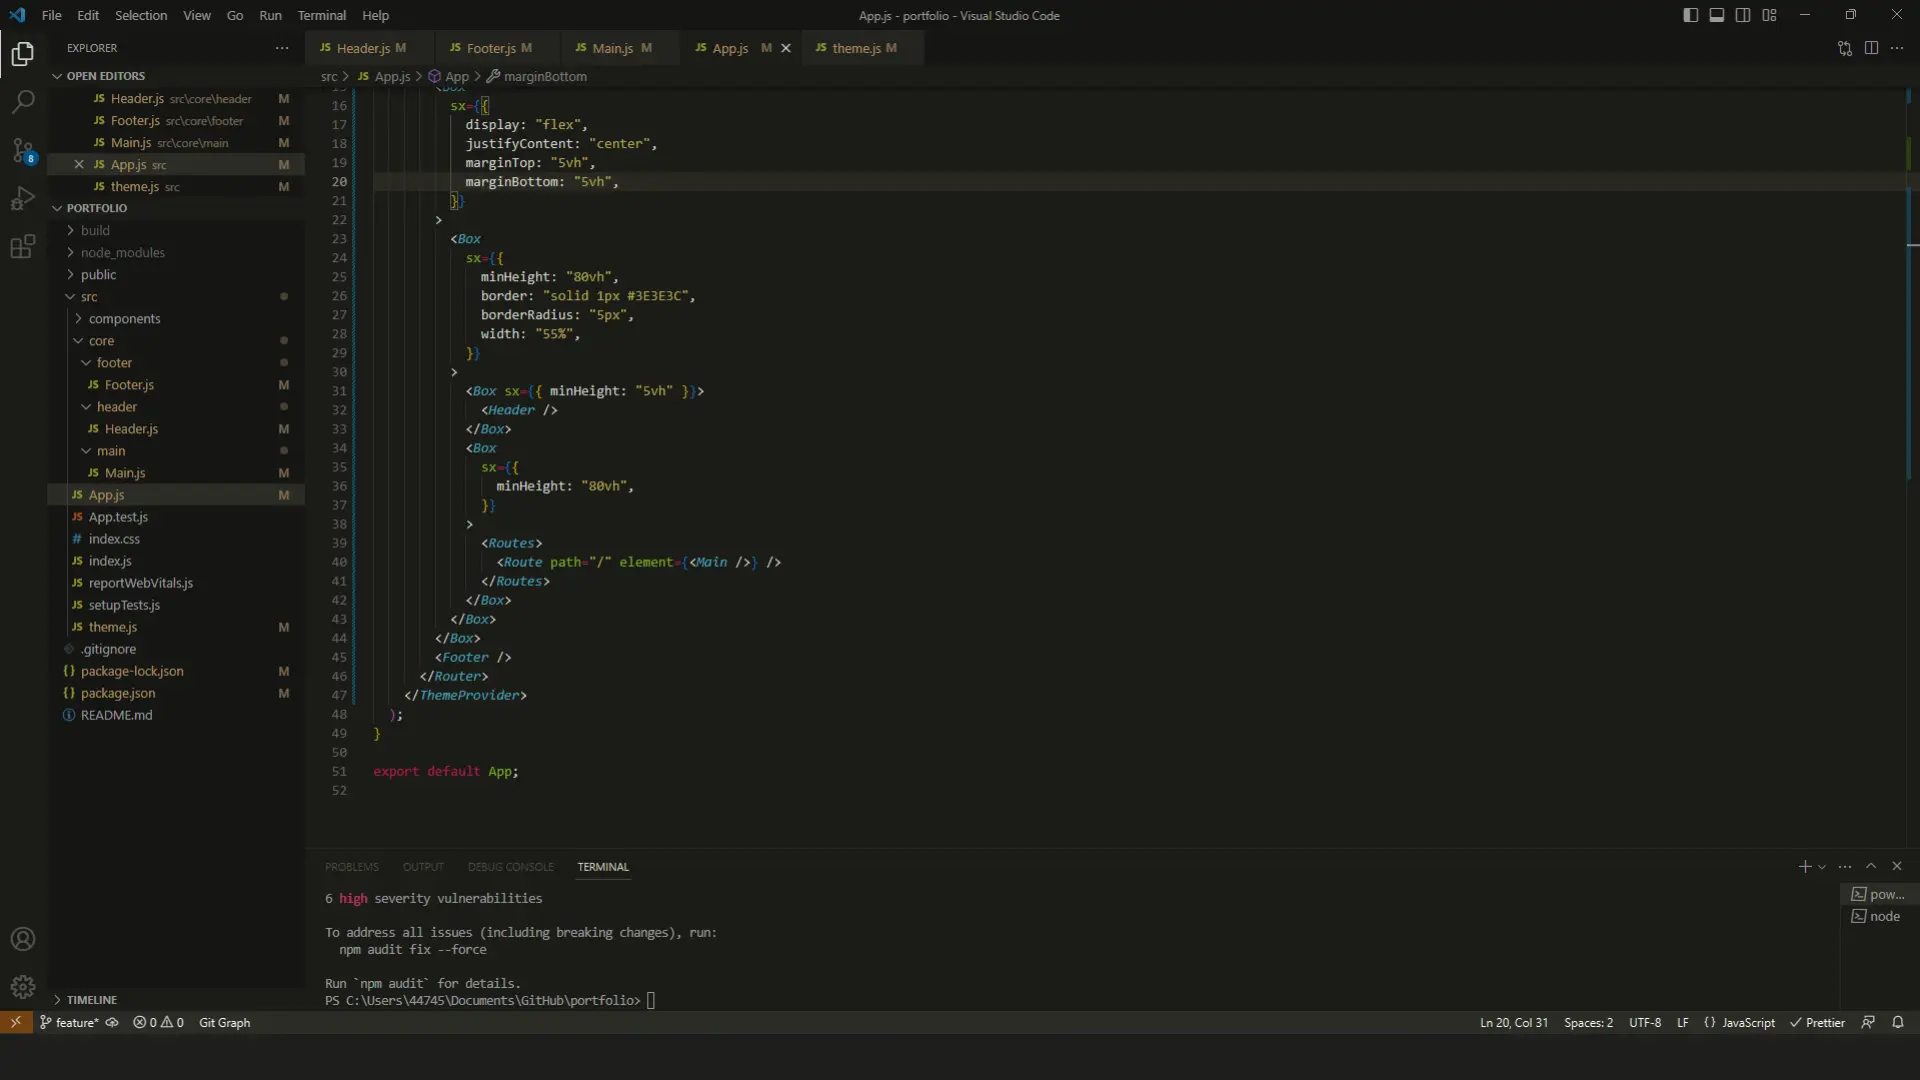 File Edit Selection View Go Run Terminal Help
App.js - portfolio - Visual Studio Code
EXPLORER
OPEN EDITORS
JS Header.js src\core\header M
JS Footer.js src\core\footer M
JS Main.js src\core\main M
JS App.js src M
JS theme.js src M
PORTFOLIO
build
node_modules
public
src
components
core
footer
JS Footer.js M
header
JS Header.js M
main
JS Main.js M
JS App.js M
JS App.test.js
# index.css
JS index.js
JS reportWebVitals.js
JS setupTests.js
JS theme.js M
.gitignore
{} package-lock.json M
{} package.json M
README.md
TIMELINE
8
JS Header.js M JS Footer.js M JS Main.js M JS App.js M JS theme.js M
src > JS App.js > App > marginBottom
15 <Box
16 sx={{
17 display: "flex",
18 justifyContent: "center",
19 marginTop: "5vh",
20 marginBottom: "5vh",
21 }}
22 >
23 <Box
24 sx={{
25 minHeight: "80vh",
26 border: "solid 1px #3E3E3C",
27 borderRadius: "5px",
28 width: "55%",
29 }}
30 >
31 <Box sx={{ minHeight: "5vh" }}>
32 <Header />
33 </Box>
34 <Box
35 sx={{
36 minHeight: "80vh",
37 }}
38 >
39 <Routes>
40 <Route path="/" element={<Main />} />
41 </Routes>
42 </Box>
43 </Box>
44 </Box>
45 <Footer />
46 </Router>
47 </ThemeProvider>
48 );
49 }
50
51 export default App;
52
PROBLEMS OUTPUT DEBUG CONSOLE TERMINAL
6 high severity vulnerabilities
To address all issues (including breaking changes), run:
npm audit fix --force
Run `npm audit` for details.
PS C:\Users\44745\Documents\GitHub\portfolio>
pow...
node
feature* 0 0 Git Graph
Ln 20, Col 31 Spaces: 2 UTF-8 LF {} JavaScript Prettier